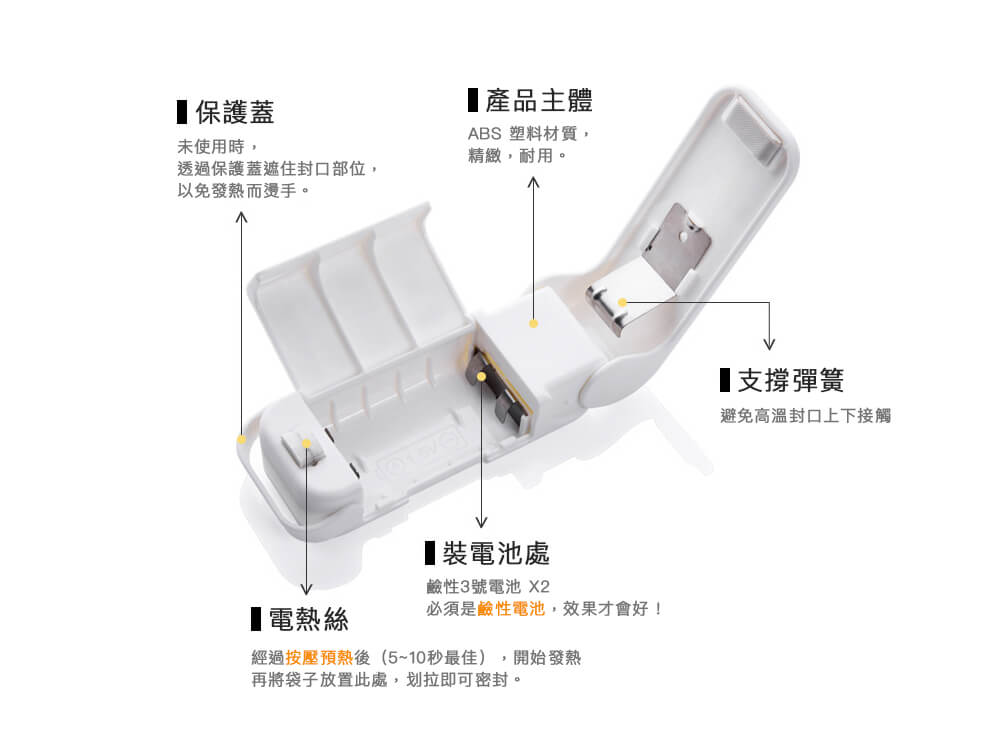 保護蓋
未使用時，
透過保護蓋遮住封口部位，
以免發熱而燙手。
產品主體
ABS 塑料材質，
精緻，耐用。
支撐彈簧
避免高溫封口上下接觸
裝電池處
鹼性3號電池 X2
必須是鹼性電池，效果才會好！
電熱絲
經過按壓預熱後（5~10秒最佳），開始發熱
再將袋子放置此處，划拉即可密封。